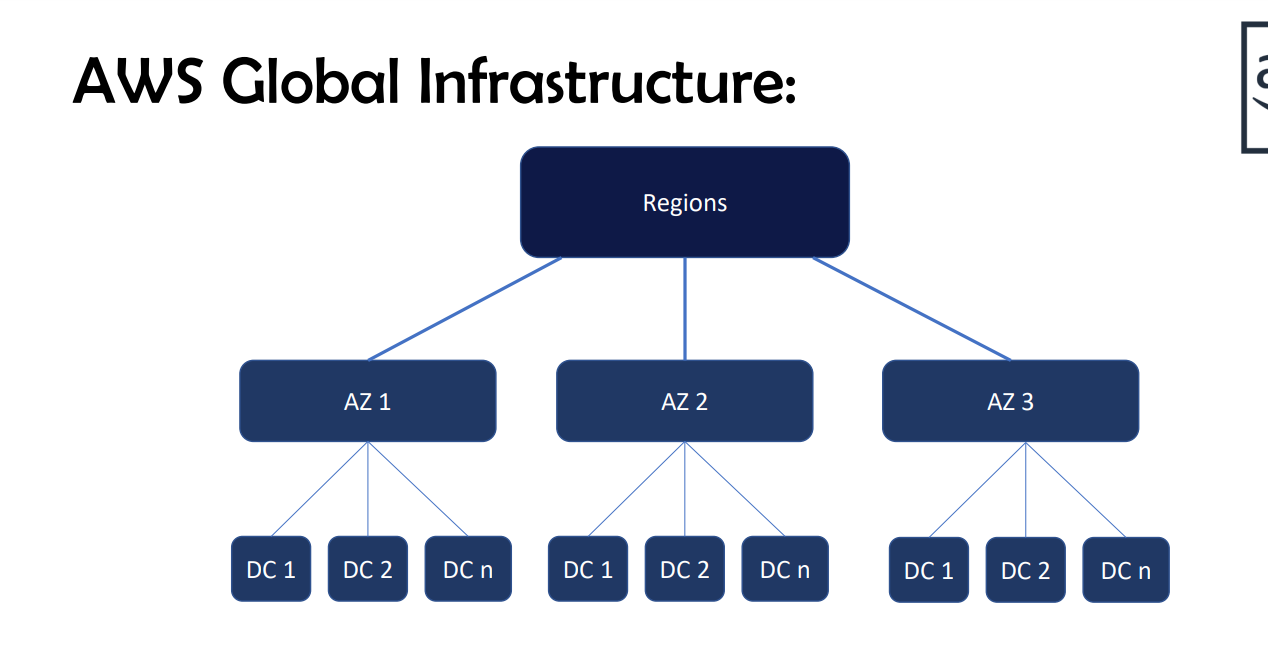 AWS Global Infrastructure:
Regions
AZ 1
AZ 2
AZ 3
DC 1
DC 2
DC n
DC 1
DC 2
DC n
DC 1
DC 2
DC n